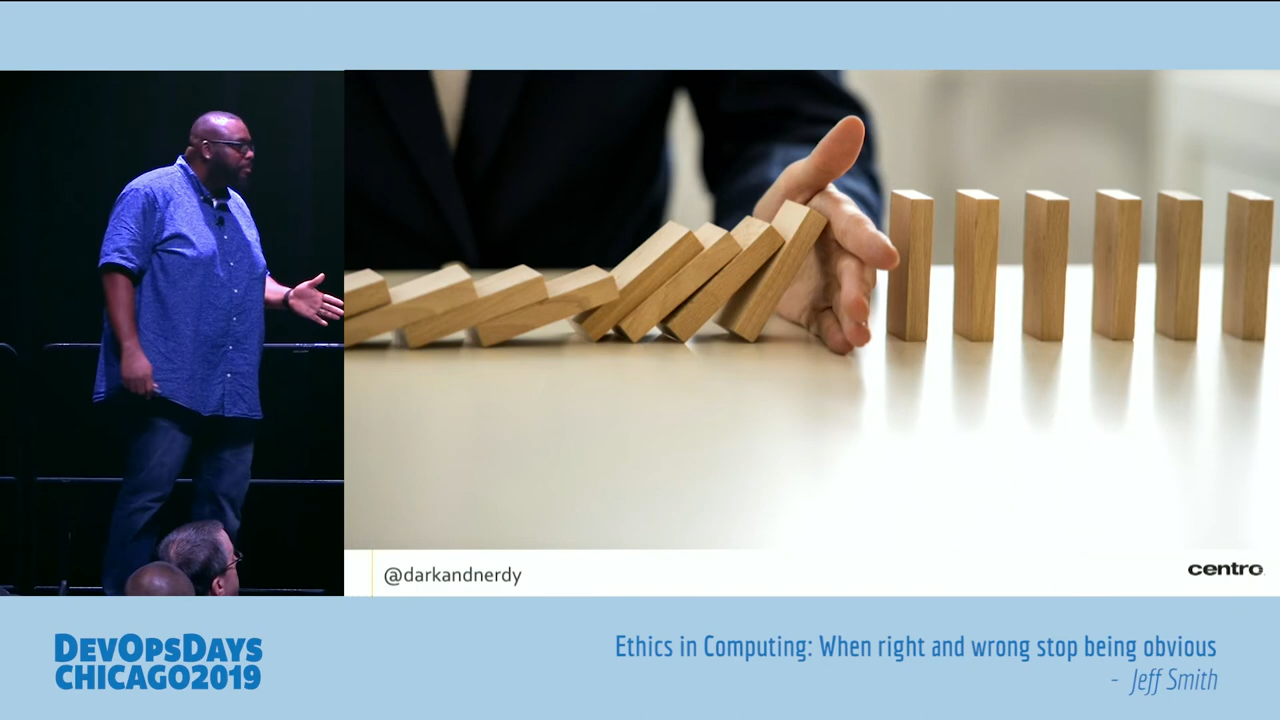 @darkandnerdy
centro
DEVOPSDAYS
CHICAGO2019
Ethics in Computing: When right and wrong stop being obvious
- Jeff Smith